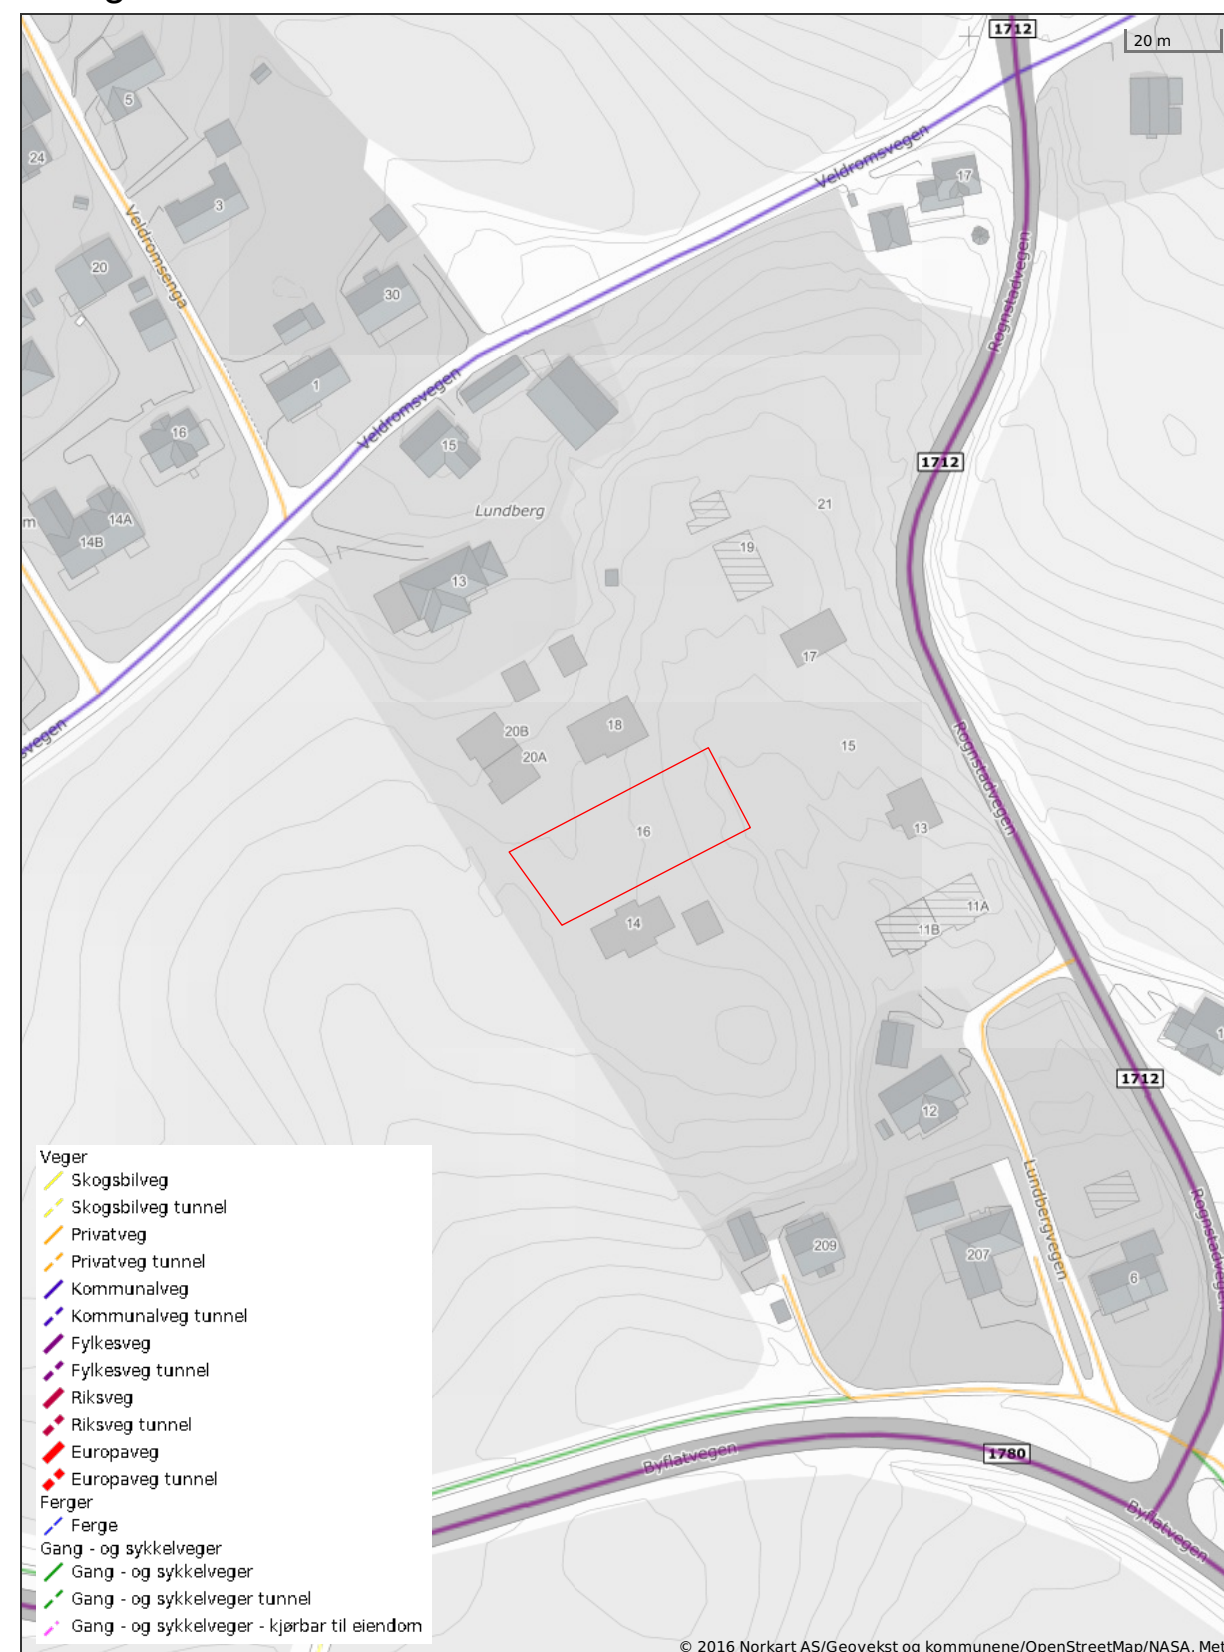 1712
20 m
5
24
Veldromsvegen
17
3
Veldromsenga
20
30
Rognstadvegen
1
Veldromsvegen
16
15
1712
14A
m
14B
Lundberg
21
19
13
17
svegen
18
20B
20A
15
Rognstadvegen
16
13
14
11A
11B
1712
12
Lundbergvegen
Rognstadvegen
209
207
6
Byflatvegen
1780
Byflatvegen
Veger
Skogsbilveg
Skogsbilveg tunnel
Privatveg
Privatveg tunnel
Kommunalveg
Kommunalveg tunnel
Fylkesveg
Fylkesveg tunnel
Riksveg
Riksveg tunnel
Europaveg
Europaveg tunnel
Ferger
Ferge
Gang - og sykkelveger
Gang - og sykkelveger
Gang - og sykkelveger tunnel
Gang - og sykkelveger - kjørbar til eiendom
© 2016 Norkart AS/Geovekst og kommunene/OpenStreetMap/NASA, Met